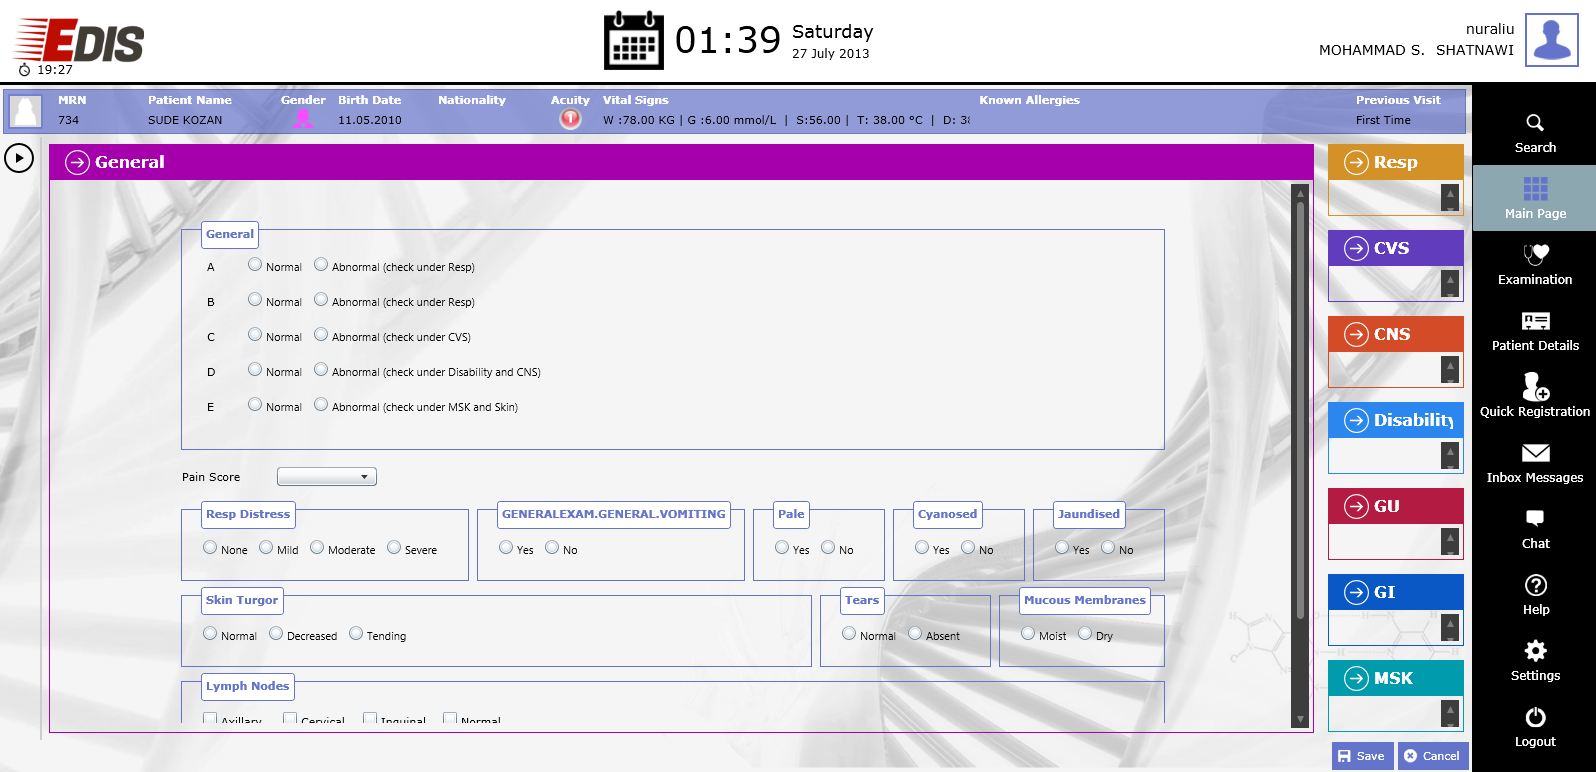 EDIS
19:27
01:39
Saturday
27 July 2013
nuraliu
MOHAMMAD S. SHATNAWI
MRN Patient Name Gender Birth Date Nationality Acuity Vital Signs Known Allergies Previous Visit
734 SUDE KOZAN 11.05.2010 W :78.00 KG | G :6.00 mmol/L | S:56.00 | T: 38.00 °C | D: First Time
General
General
A Normal Abnormal (check under Resp)
B Normal Abnormal (check under Resp)
C Normal Abnormal (check under CVS)
D Normal Abnormal (check under Disability and CNS)
E Normal Abnormal (check under MSK and Skin)
Pain Score
Resp Distress GENERALEXAM.GENERAL.VOMITING Pale Cyanosed Jaundised
None Mild Moderate Severe Yes No Yes No Yes No Yes No
Skin Turgor Tears Mucous Membranes
Normal Decreased Tending Normal Absent Moist Dry
Lymph Nodes
Axillary Cervical Inguinal Normal
Resp
CVS
CNS
Disability
GU
GI
MSK
Save Cancel
Search
Main Page
Examination
Patient Details
Quick Registration
Inbox Messages
Chat
Help
Settings
Logout